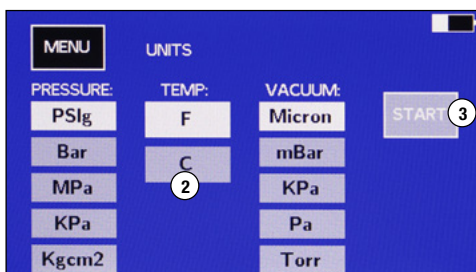 MENU UNITS
PRESSURE: TEMP: VACUUM:
PSIg F Micron START 3
Bar C mBar
2
MPa KPa
KPa Pa
Kgcm2 Torr